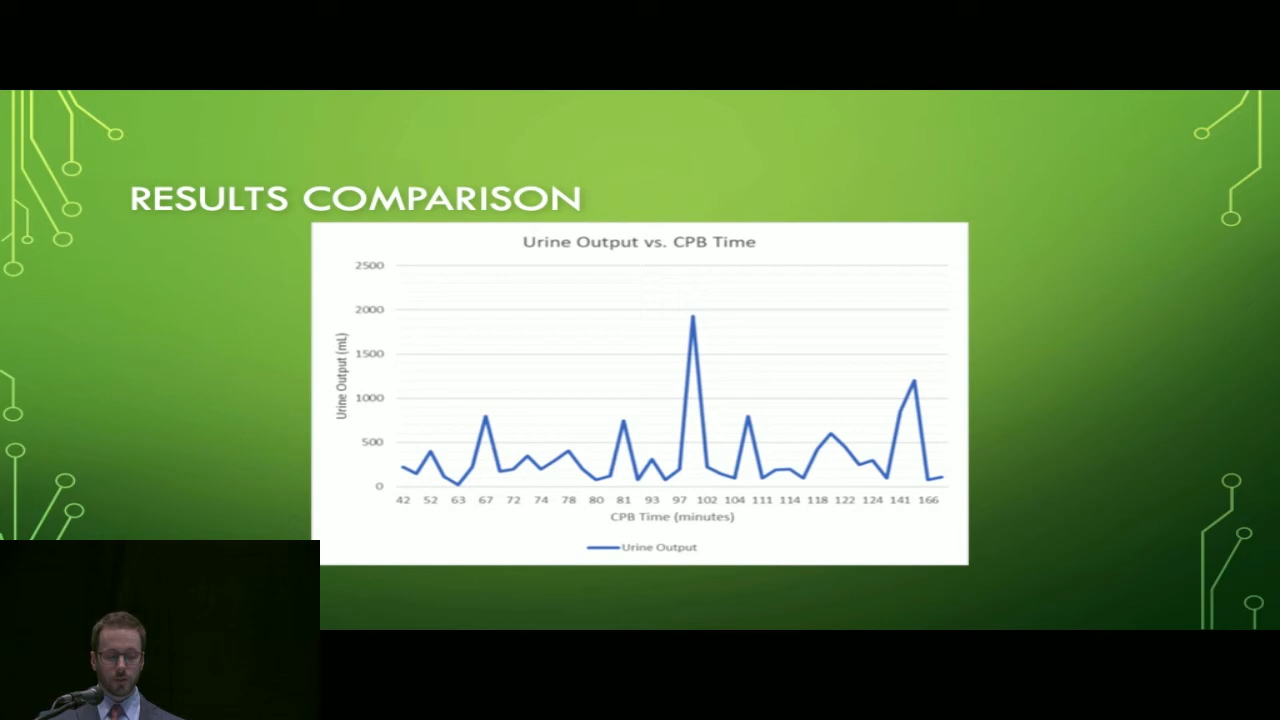 RESULTS COMPARISON
Urine Output vs. CPB Time
2500
2000
1500
1000
500
0
Urine Output (mL)
42 52 63 67 72 74 78 80 81 93 97 102 104 111 114 118 122 124 141 166
CPB Time (minutes)
Urine Output